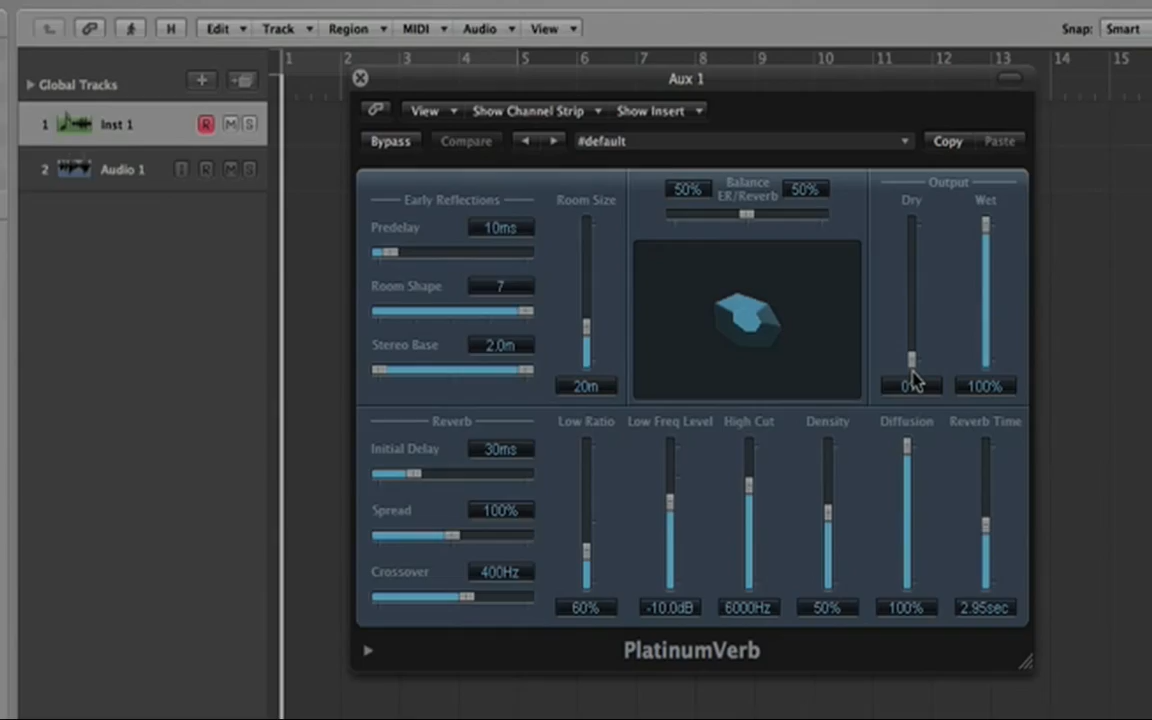 H Edit Track Region MIDI Audio View Snap: Smart
1 2 3 4 5 6 7 8 9 10 11 12 13 14 15
Global Tracks
Aux 1
View Show Channel Strip Show Insert
1 Inst 1 R M S
Bypass Compare #default Copy Paste
2 Audio 1 I R M S
Early Reflections
Room Size
50% Balance ER/Reverb 50%
Output
Dry Wet
Predelay 10ms
Room Shape 7
Stereo Base 2.0m
20m
0% 100%
Reverb
Low Ratio Low Freq Level High Cut Density Diffusion Reverb Time
Initial Delay 30ms
Spread 100%
Crossover 400Hz
60% -10.0dB 6000Hz 50% 100% 2.95sec
PlatinumVerb